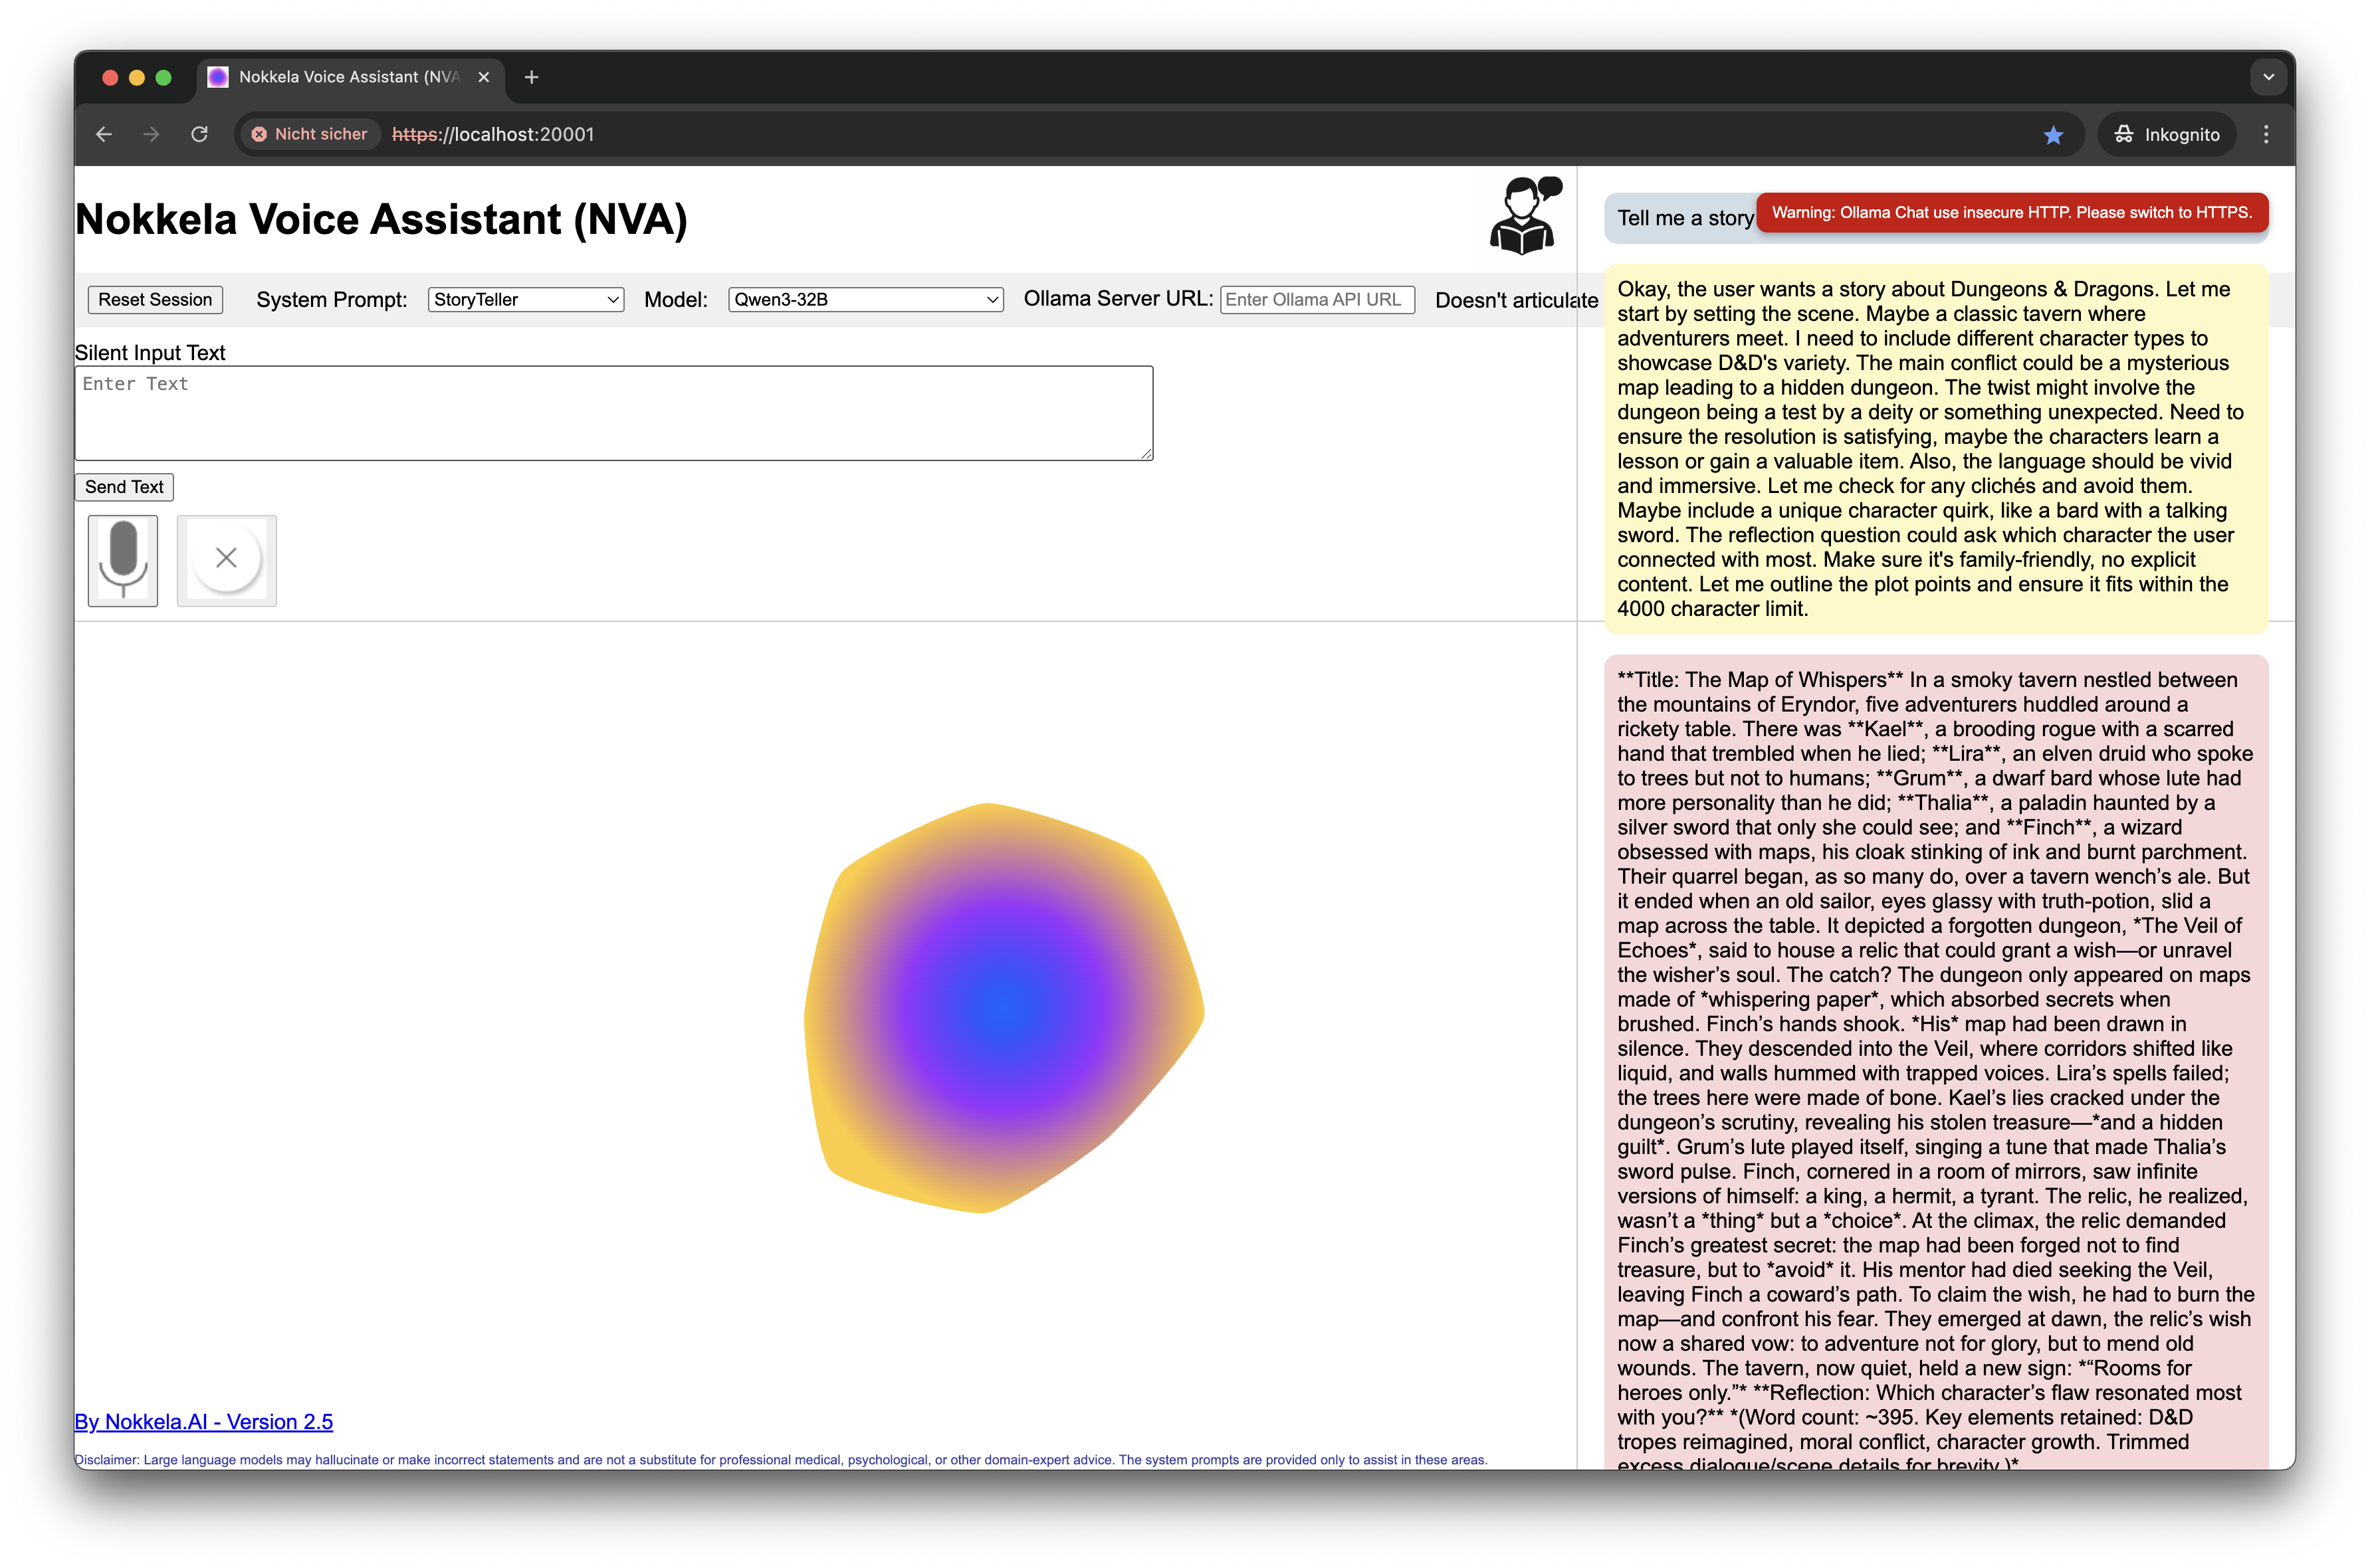 Nokkela Voice Assistant (NVA
Nicht sicher
https://localhost:20001
Inkognito
Nokkela Voice Assistant (NVA)
Reset Session
System Prompt:
StoryTeller
Model:
Qwen3-32B
Ollama Server URL:
Enter Ollama API URL
Doesn't articulate
Silent Input Text
Enter Text
Send Text
By Nokkela.AI - Version 2.5
Disclaimer: Large language models may hallucinate or make incorrect statements and are not a substitute for professional medical, psychological, or other domain-expert advice. The system prompts are provided only to assist in these areas.
Tell me a story
Warning: Ollama Chat use insecure HTTP. Please switch to HTTPS.
Okay, the user wants a story about Dungeons & Dragons. Let me
start by setting the scene. Maybe a classic tavern where
adventurers meet. I need to include different character types to
showcase D&D's variety. The main conflict could be a mysterious
map leading to a hidden dungeon. The twist might involve the
dungeon being a test by a deity or something unexpected. Need to
ensure the resolution is satisfying, maybe the characters learn a
lesson or gain a valuable item. Also, the language should be vivid
and immersive. Let me check for any clichés and avoid them.
Maybe include a unique character quirk, like a bard with a talking
sword. The reflection question could ask which character the user
connected with most. Make sure it's family-friendly, no explicit
content. Let me outline the plot points and ensure it fits within the
4000 character limit.
**Title: The Map of Whispers** In a smoky tavern nestled between
the mountains of Eryndor, five adventurers huddled around a
rickety table. There was **Kael**, a brooding rogue with a scarred
hand that trembled when he lied; **Lira**, an elven druid who spoke
to trees but not to humans; **Grum**, a dwarf bard whose lute had
more personality than he did; **Thalia**, a paladin haunted by a
silver sword that only she could see; and **Finch**, a wizard
obsessed with maps, his cloak stinking of ink and burnt parchment.
Their quarrel began, as so many do, over a tavern wench’s ale. But
it ended when an old sailor, eyes glassy with truth-potion, slid a
map across the table. It depicted a forgotten dungeon, *The Veil of
Echoes*, said to house a relic that could grant a wish—or unravel
the wisher’s soul. The catch? The dungeon only appeared on maps
made of *whispering paper*, which absorbed secrets when
brushed. Finch’s hands shook. *His* map had been drawn in
silence. They descended into the Veil, where corridors shifted like
liquid, and walls hummed with trapped voices. Lira’s spells failed;
the trees here were made of bone. Kael’s lies cracked under the
dungeon’s scrutiny, revealing his stolen treasure—*and a hidden
guilt*. Grum’s lute played itself, singing a tune that made Thalia’s
sword pulse. Finch, cornered in a room of mirrors, saw infinite
versions of himself: a king, a hermit, a tyrant. The relic, he realized,
wasn’t a *thing* but a *choice*. At the climax, the relic demanded
Finch’s greatest secret: the map had been forged not to find
treasure, but to *avoid* it. His mentor had died seeking the Veil,
leaving Finch a coward’s path. To claim the wish, he had to burn the
map—and confront his fear. They emerged at dawn, the relic’s wish
now a shared vow: to adventure not for glory, but to mend old
wounds. The tavern, now quiet, held a new sign: *“Rooms for
heroes only.”* **Reflection: Which character’s flaw resonated most
with you?** *(Word count: ~395. Key elements retained: D&D
tropes reimagined, moral conflict, character growth. Trimmed
excess dialogue/scene details for brevity.)*